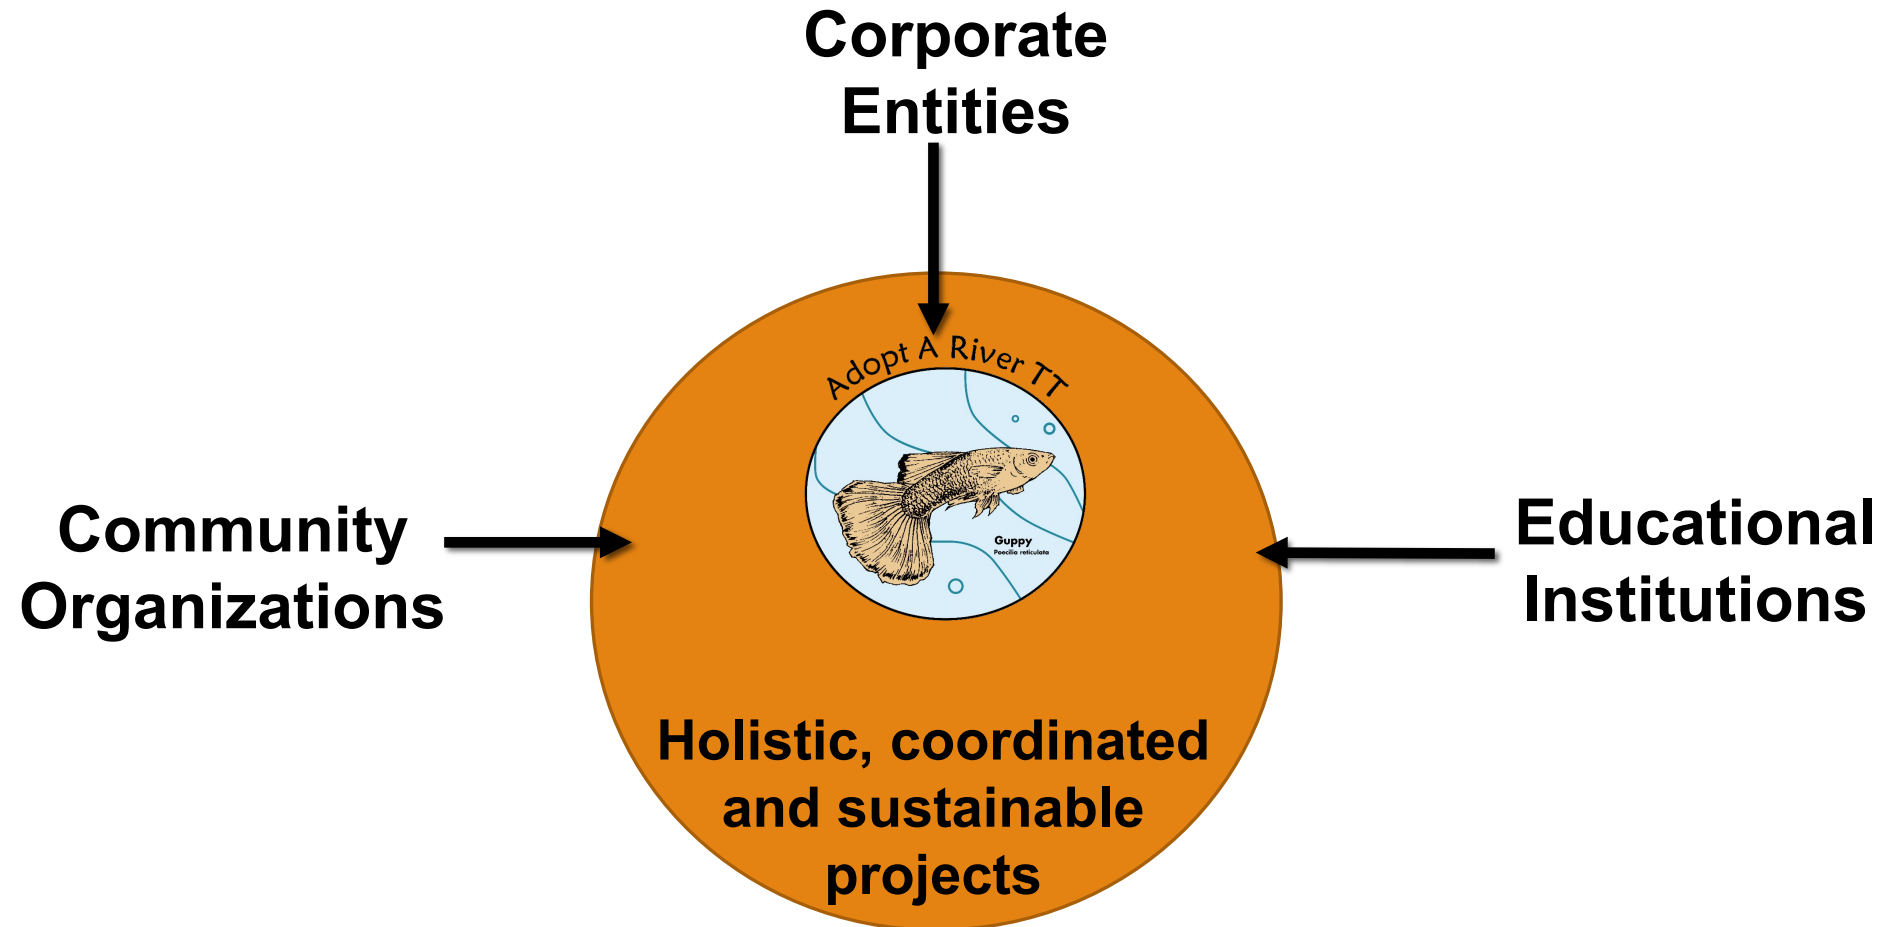 Corporate
Entities
Adopt A River TT
Guppy
Poecilia reticulata
Community
Organizations
Educational
Institutions
Holistic, coordinated
and sustainable
projects